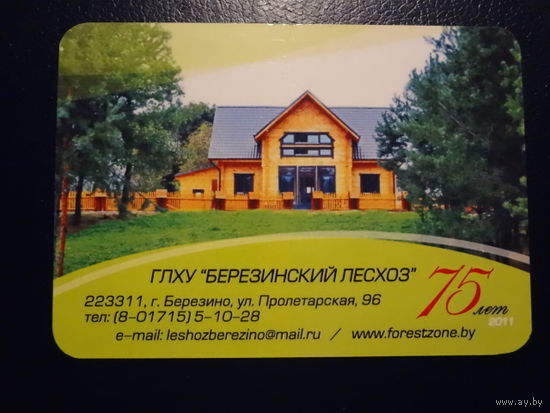 ГЛХУ "БЕРЕЗИНСКИЙ ЛЕСХОЗ"
75 лет
2011
223311, г. Березино, ул. Пролетарская, 96
тел: (8-01715) 5-10-28
e-mail: leshozberezino@mail.ru / www.forestzone.by
www.ay.by